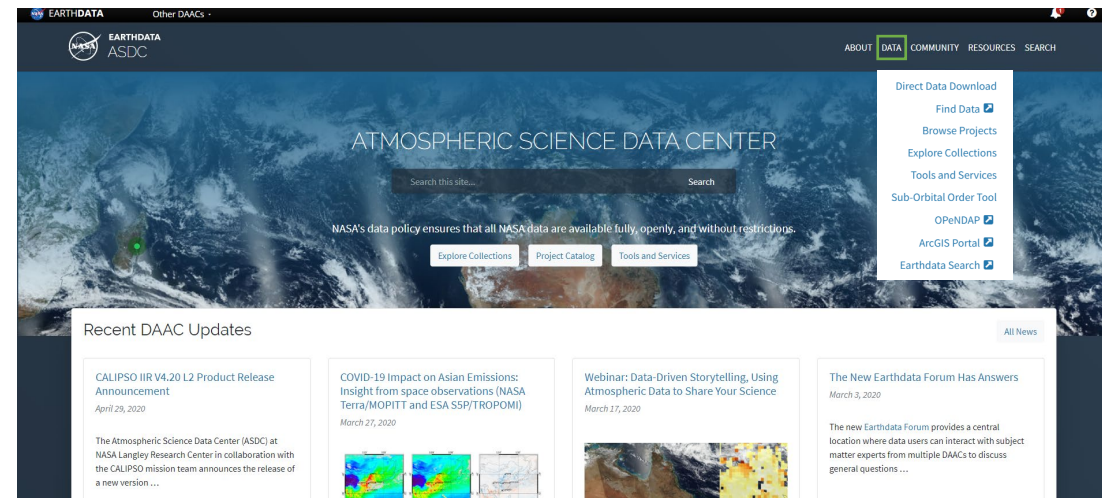 EARTHDATA Other DAACs
1 ?
NASA EARTHDATA
ASDC
ABOUT DATA COMMUNITY RESOURCES SEARCH
Direct Data Download
Find Data
Browse Projects
Explore Collections
Tools and Services
Sub-Orbital Order Tool
OPeNDAP
ArcGIS Portal
Earthdata Search
ATMOSPHERIC SCIENCE DATA CENTER
Search this site... Search
NASA's data policy ensures that all NASA data are available fully, openly, and without restrictions.
Explore Collections Project Catalog Tools and Services
Recent DAAC Updates
All News
CALIPSO IIR V4.20 L2 Product Release
Announcement
April 29, 2020
The Atmospheric Science Data Center (ASDC) at
NASA Langley Research Center in collaboration with
the CALIPSO mission team announces the release of
a new version ...
COVID-19 Impact on Asian Emissions:
Insight from space observations (NASA
Terra/MOPITT and ESA S5P/TROPOMI)
March 27, 2020
Webinar: Data-Driven Storytelling, Using
Atmospheric Data to Share Your Science
March 17, 2020
The New Earthdata Forum Has Answers
March 3, 2020
The new Earthdata Forum provides a central
location where data users can interact with subject
matter experts from multiple DAACs to discuss
general questions ...